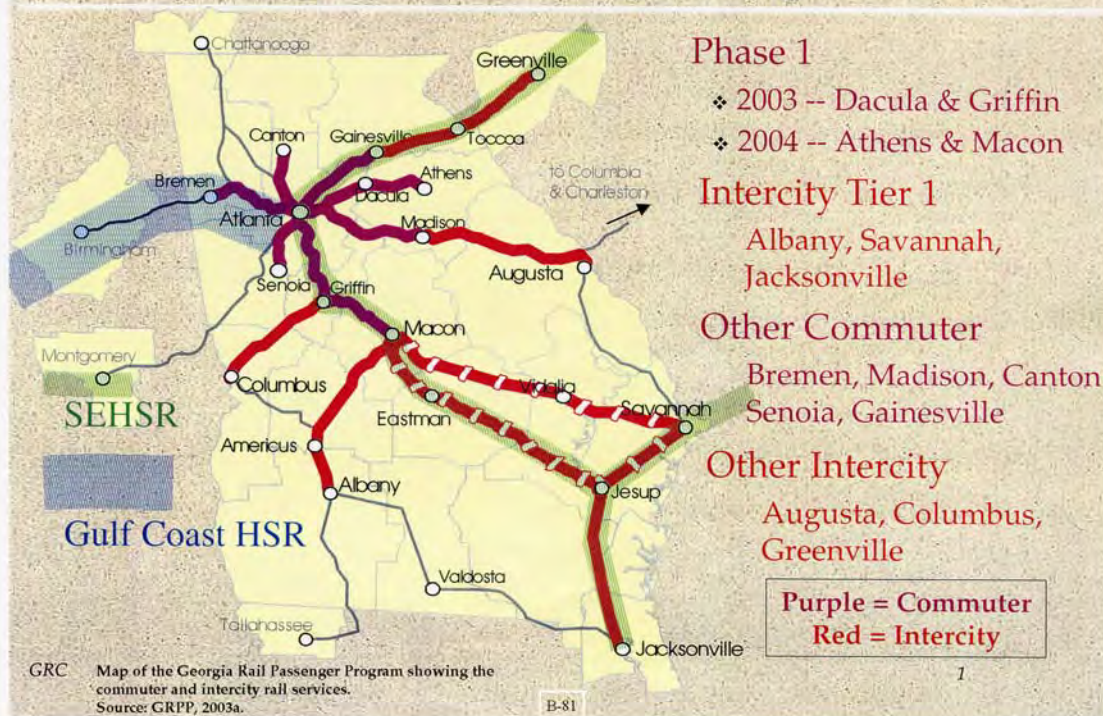 Chattanooga
Greenville
Toccoa
Gainesville
Canton
Athens
Dacula
Bremen
Atlanta
Madison
Birmingham
to Columbia
& Charleston
Augusta
Senoia
Griffin
Macon
Montgomery
Columbus
Vidalia
Savannah
Eastman
Americus
Albany
Jesup
Valdosta
Tallahassee
Jacksonville
SEHSR
Gulf Coast HSR
Phase 1
❖ 2003 -- Dacula & Griffin
❖ 2004 -- Athens & Macon
Intercity Tier 1
Albany, Savannah,
Jacksonville
Other Commuter
Bremen, Madison, Canton
Senoia, Gainesville
Other Intercity
Augusta, Columbus,
Greenville
Purple = Commuter
Red = Intercity
1
GRC
Map of the Georgia Rail Passenger Program showing the
commuter and intercity rail services.
Source: GRPP, 2003a.
B-81